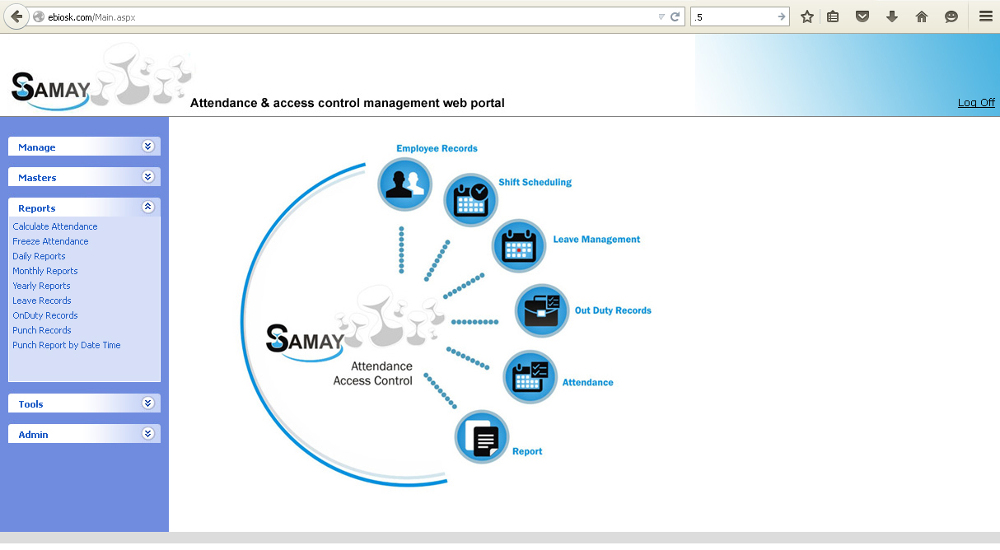 ebiosk.com/Main.aspx
.5
SAMAY
Attendance & access control management web portal
Log Off
Manage
Masters
Reports
Calculate Attendance
Freeze Attendance
Daily Reports
Monthly Reports
Yearly Reports
Leave Records
OnDuty Records
Punch Records
Punch Report by Date Time
Tools
Admin
Employee Records
Shift Scheduling
Leave Management
Out Duty Records
SAMAY
Attendance
Access Control
Attendance
Report